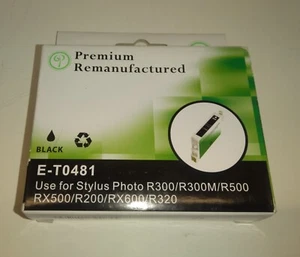 Premium
Remanufactured
BLACK
E-T0481
Use for Stylus Photo R300/R300M/R500
RX500/R200/RX600/R320